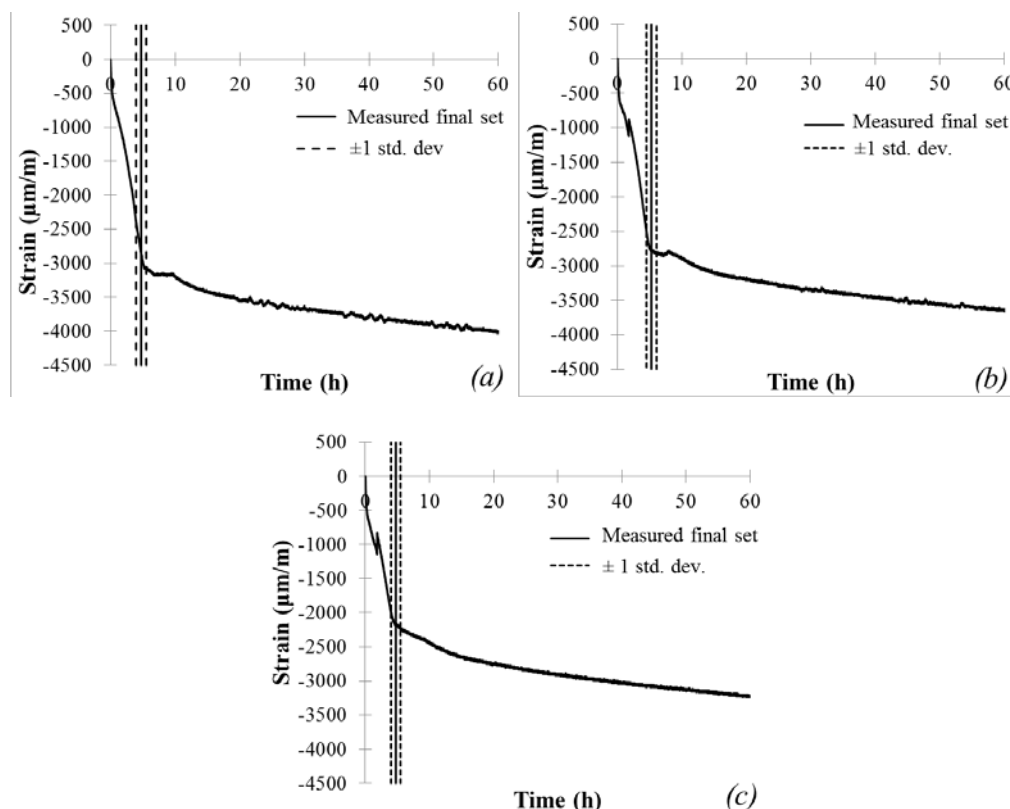 500
0
-500
-1000
-1500
-2000
-2500
-3000
-3500
-4000
-4500
0 10 20 30 40 50 60
Strain (µm/m)
Measured final set
±1 std. dev
Time (h)
(a)
500
0
-500
-1000
-1500
-2000
-2500
-3000
-3500
-4000
-4500
0 10 20 30 40 50 60
Strain (µm/m)
Measured final set
±1 std. dev.
Time (h)
(b)
500
0
-500
-1000
-1500
-2000
-2500
-3000
-3500
-4000
-4500
0 10 20 30 40 50 60
Strain (µm/m)
Measured final set
± 1 std. dev.
Time (h)
(c)